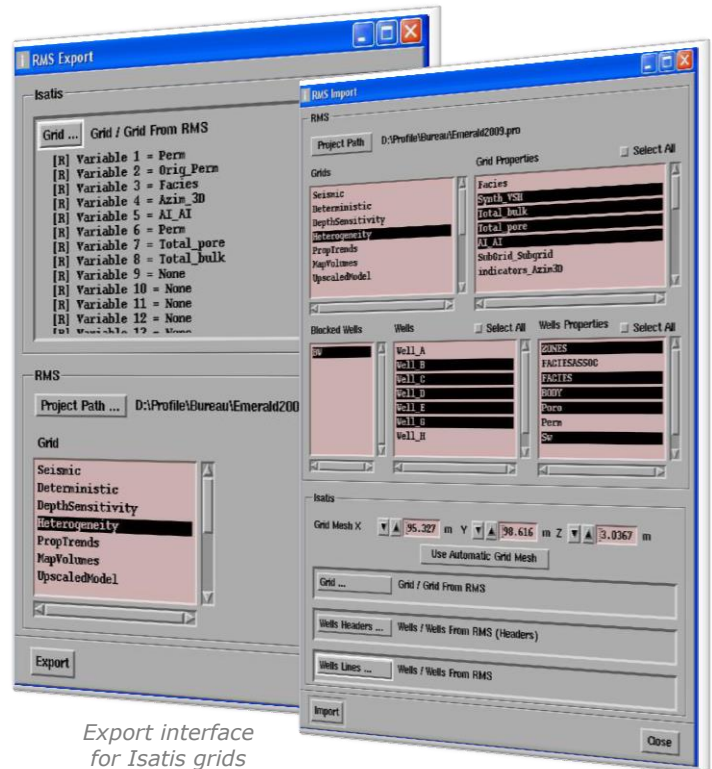 RMS Export
Isatis
Grid ... Grid / Grid From RMS
[R] Variable 1 = Perm
[R] Variable 2 = Orig_Perm
[R] Variable 3 = Facies
[R] Variable 4 = Azim_3D
[R] Variable 5 = AI_AI
[R] Variable 6 = Perm
[R] Variable 7 = Total_pore
[R] Variable 8 = Total_bulk
[R] Variable 9 = None
[R] Variable 10 = None
[R] Variable 11 = None
[R] Variable 12 = None
[R] Variable 13 = None
RMS
Project Path ... D:\Profile\Bureau\Emerald200
Grid
Seismic
Deterministic
DepthSensitivity
Heterogeneity
PropTrends
MapVolumes
UpscaledModel
Export
Export interface
for Isatis grids
RMS Import
RMS
Project Path D:\Profile\Bureau\Emerald2009.pro
Grids
Seismic
Deterministic
DepthSensitivity
Heterogeneity
PropTrends
MapVolumes
UpscaledModel
Grid Properties Select All
Facies
Synth_VSH
Total_bulk
Total_pore
AI_AI
SubGrid_Subgrid
indicators_Azim3D
Blocked Wells
BW
Wells Select All
Well_A
Well_B
Well_C
Well_D
Well_E
Well_G
Well_H
Wells Properties Select All
ZONES
FACIESASSOC
FACIES
BODY
Poro
Perm
Sw
Isatis
Grid Mesh X 95.327 m Y 98.616 m Z 3.0367 m
Use Automatic Grid Mesh
Grid ... Grid / Grid From RMS
Wells Headers ... Wells / Wells From RMS (Headers)
Wells Lines ... Wells / Wells From RMS
Import
Close